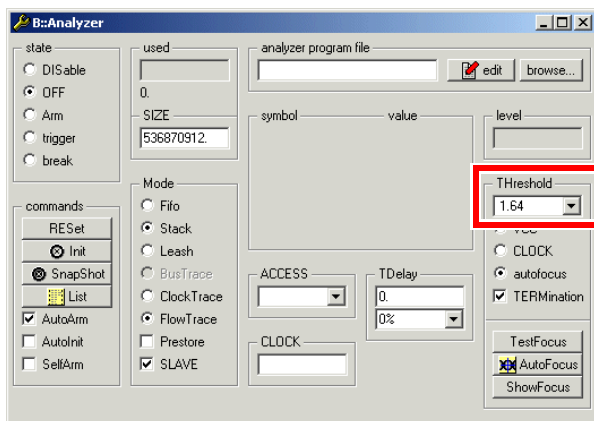 B::Analyzer
state
DISable
OFF
Arm
trigger
break
used
0.
SIZE
536870912.
analyzer program file
edit
browse...
symbol
value
level
commands
RESet
Init
SnapShot
List
AutoArm
AutoInit
SelfArm
Mode
Fifo
Stack
Leash
BusTrace
ClockTrace
FlowTrace
Prestore
SLAVE
ACCESS
TDelay
0.
0%
CLOCK
THreshold
1.64
VCC
CLOCK
autofocus
TERMination
TestFocus
AutoFocus
ShowFocus